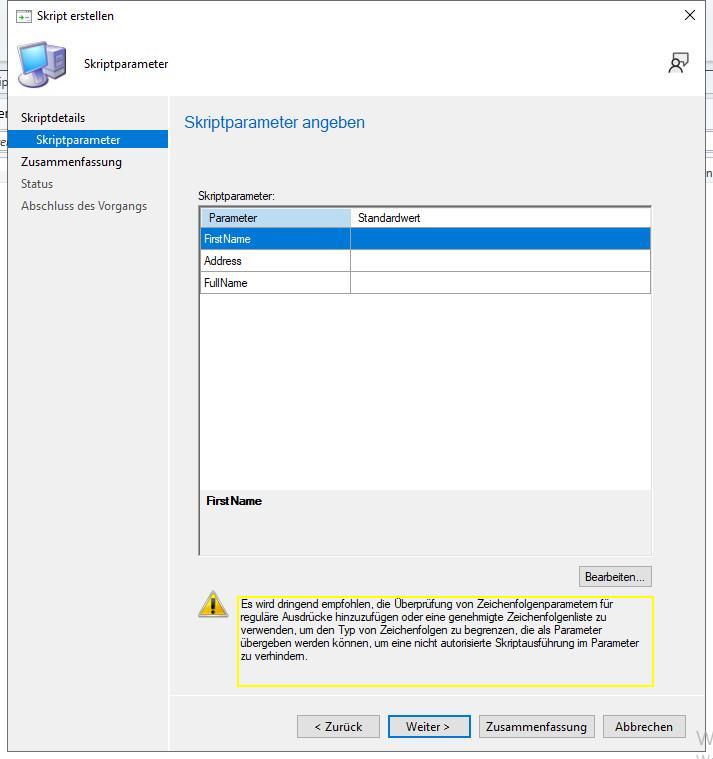 Skript erstellen
Skriptparameter
Skriptdetails
Skriptparameter
Zusammenfassung
Status
Abschluss des Vorgangs
Skriptparameter angeben
Skriptparameter:
Parameter Standardwert
FirstName
Address
FullName
FirstName
Bearbeiten...
Es wird dringend empfohlen, die Überprüfung von Zeichenfolgenparametern für
reguläre Ausdrücke hinzuzufügen oder eine genehmigte Zeichenfolgenliste zu
verwenden, um den Typ von Zeichenfolgen zu begrenzen, die als Parameter
übergeben werden können, um eine nicht autorisierte Skriptausführung im Parameter
zu verhindern.
< Zurück Weiter > Zusammenfassung Abbrechen